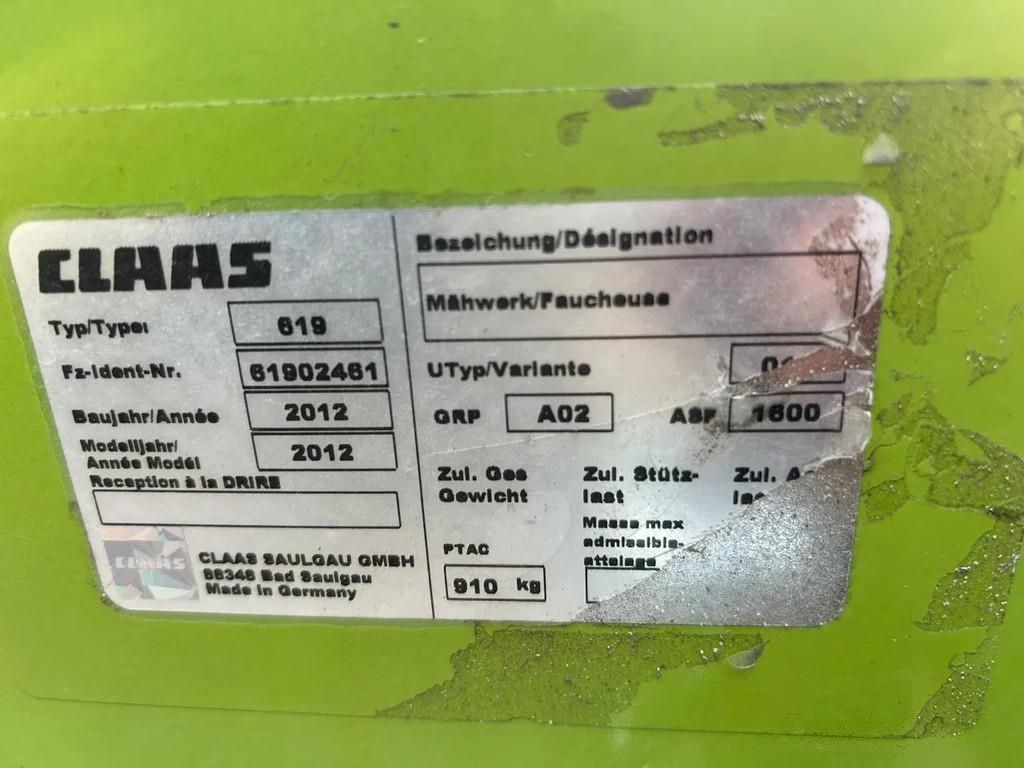 CLAAS
Typ/Type: 619
Fz-Ident-Nr. 61902461
Baujahr/Année 2012
Modelljahr/
Année Modél 2012
Reception à la DRIRE
CLAAS
CLAAS SAULGAU GMBH
88348 Bad Saulgau
Made in Germany
Bezeichung/Désignation
Mähwerk/Faucheuse
UTyp/Variante
GRP A02 ASF 1600
Zul. Ges
Gewicht
PTAC
910 kg
Zul. Stütz-
last
Masse max
admissible-
attelage
Zul.